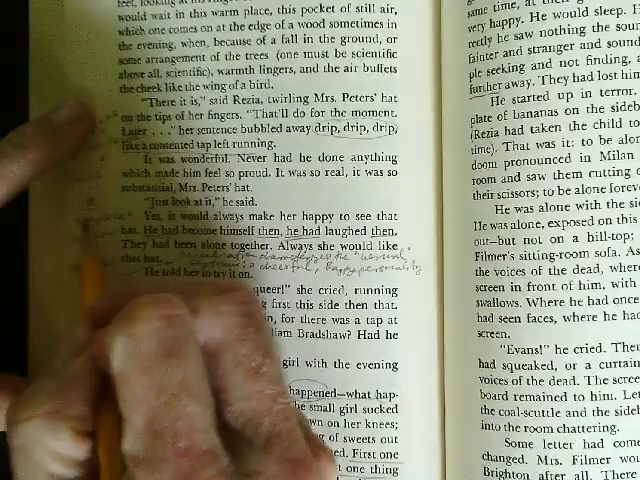 would wait in this warm place, this pocket of still air,
which one comes on at the edge of a wood sometimes in
the evening, when, because of a fall in the ground, or
some arrangement of the trees (one must be scientific
above all, scientific), warmth lingers, and the air buffets
the cheek like the wing of a bird.
"There it is," said Rezia, twirling Mrs. Peters' hat
on the tips of her fingers. "That'll do for the moment.
Later . . ." her sentence bubbled away drip, drip, drip,
like a contented tap left running.
It was wonderful. Never had he done anything
which made him feel so proud. It was so real, it was so
substantial, Mrs. Peters' hat.
"Just look at it," he said.
Yes, it would always make her happy to see that
hat. He had become himself then, he had laughed then.
They had been alone together. Always she would like
that hat.
He told her to try it on.
queer!" she cried, running
first this side then that.
in, for there was a tap at
liam Bradshaw? Had he
girl with the evening
happened—what hap-
he small girl sucked
wn on her knees;
of sweets out
ed. First one
t one thing
same time, at
very happy. He would sleep.
rectly he saw nothing the
fainter and stranger and
ple seeking and not finding,
further away. They had lost him
He started up in terror.
plate of bananas on the sideb
(Rezia had taken the child to
time). That was it: to be alon
doom pronounced in Milan
room and saw them cutting
their scissors; to be alone forev
He was alone with the si
He was alone, exposed on this
out—but not on a hill-top;
Filmer's sitting-room sofa. As
the voices of the dead, where
screen in front of him, with
swallows. Where he had once
had seen faces, where he had
screen.
"Evans!" he cried. Ther
had squeaked, or a curtain
voices of the dead. The scree
board remained to him. Let
the coal-scuttle and the sideb
into the room chattering.
Some letter had come
changed. Mrs. Filmer wou
Brighton after all. There